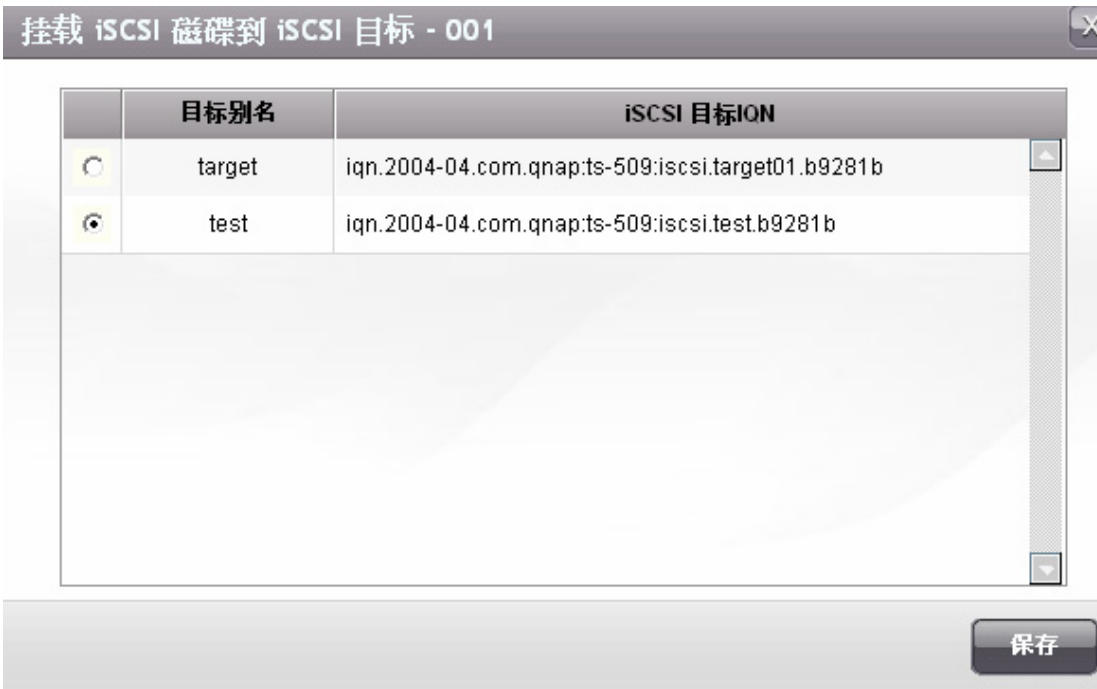 挂载 iSCSI 磁碟到 iSCSI 目标 - 001
目标别名 iSCSI 目标IQN
target iqn.2004-04.com.qnap:ts-509:iscsi.target01.b9281b
test iqn.2004-04.com.qnap:ts-509:iscsi.test.b9281b
保存